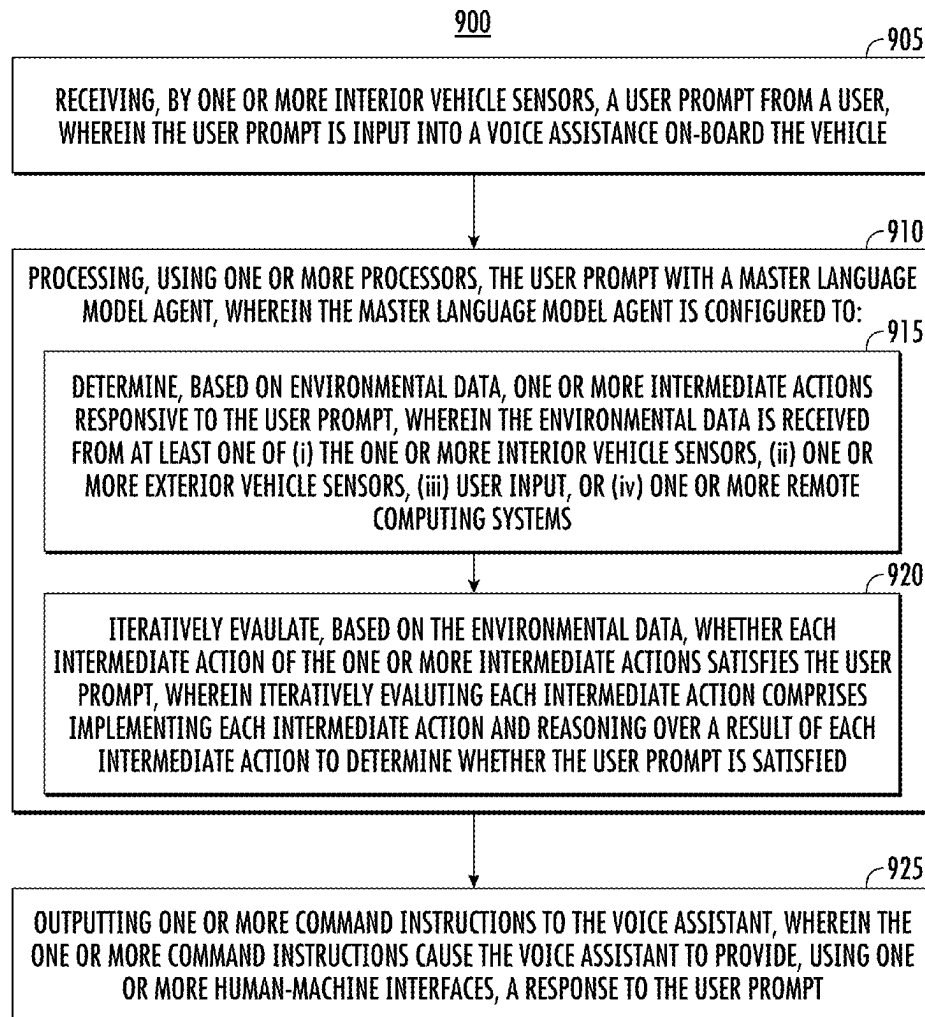 900
905
RECEIVING, BY ONE OR MORE INTERIOR VEHICLE SENSORS, A USER PROMPT FROM A USER,
WHEREIN THE USER PROMPT IS INPUT INTO A VOICE ASSISTANCE ON-BOARD THE VEHICLE
910
PROCESSING, USING ONE OR MORE PROCESSORS, THE USER PROMPT WITH A MASTER LANGUAGE
MODEL AGENT, WHEREIN THE MASTER LANGUAGE MODEL AGENT IS CONFIGURED TO:
915
DETERMINE, BASED ON ENVIRONMENTAL DATA, ONE OR MORE INTERMEDIATE ACTIONS
RESPONSIVE TO THE USER PROMPT, WHEREIN THE ENVIRONMENTAL DATA IS RECEIVED
FROM AT LEAST ONE OF (i) THE ONE OR MORE INTERIOR VEHICLE SENSORS, (ii) ONE OR
MORE EXTERIOR VEHICLE SENSORS, (iii) USER INPUT, OR (iv) ONE OR MORE REMOTE
COMPUTING SYSTEMS
920
ITERATIVELY EVAULATE, BASED ON THE ENVIRONMENTAL DATA, WHETHER EACH
INTERMEDIATE ACTION OF THE ONE OR MORE INTERMEDIATE ACTIONS SATISFIES THE USER
PROMPT, WHEREIN ITERATIVELY EVALUTING EACH INTERMEDIATE ACTION COMPRISES
IMPLEMENTING EACH INTERMEDIATE ACTION AND REASONING OVER A RESULT OF EACH
INTERMEDIATE ACTION TO DETERMINE WHETHER THE USER PROMPT IS SATISFIED
925
OUTPUTTING ONE OR MORE COMMAND INSTRUCTIONS TO THE VOICE ASSISTANT, WHEREIN THE
ONE OR MORE COMMAND INSTRUCTIONS CAUSE THE VOICE ASSISTANT TO PROVIDE, USING ONE
OR MORE HUMAN-MACHINE INTERFACES, A RESPONSE TO THE USER PROMPT